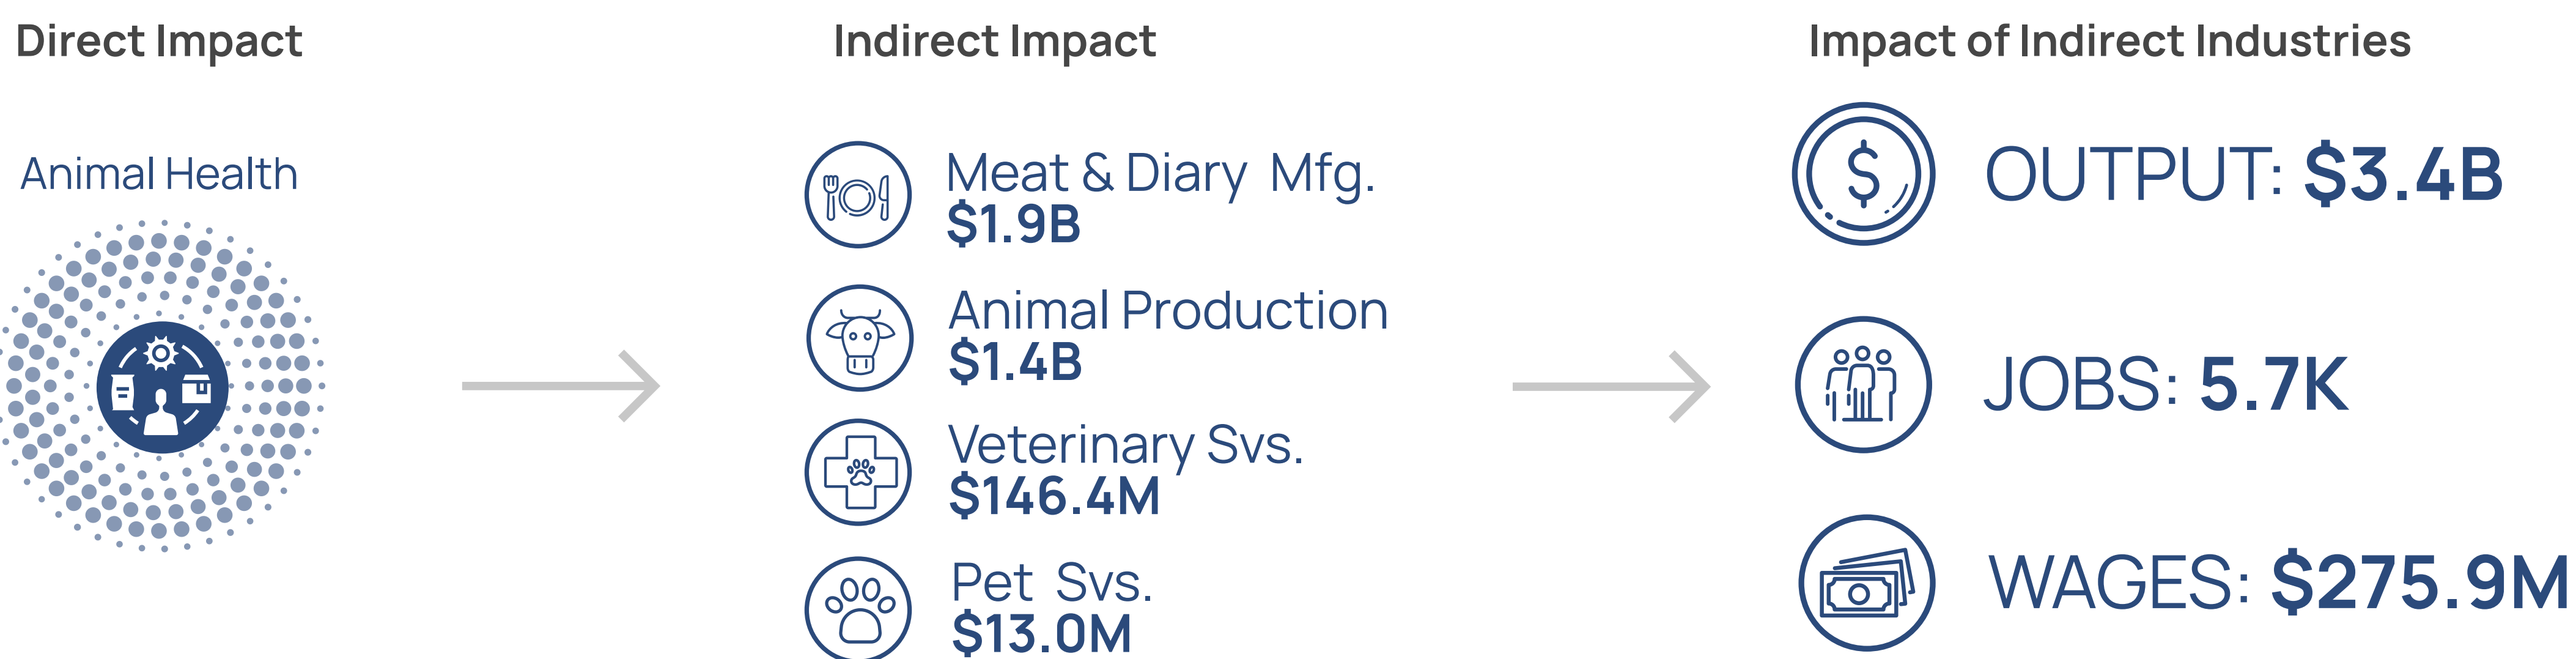 Direct Impact
Animal Health
Indirect Impact
Meat & Diary Mfg.
$1.9B
Animal Production
$1.4B
Veterinary Svs.
$146.4M
Pet Svs.
$13.0M
Impact of Indirect Industries
OUTPUT: $3.4B
JOBS: 5.7K
WAGES: $275.9M